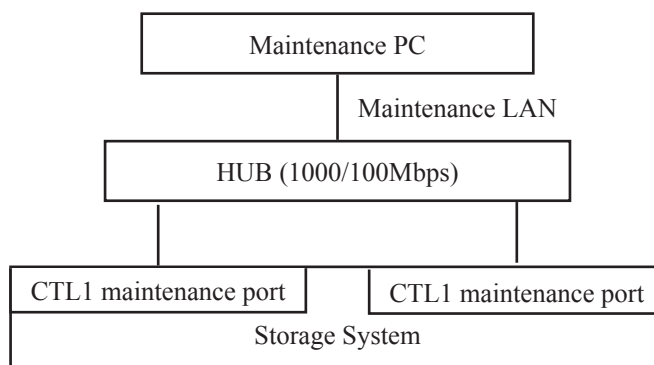 Maintenance PC
Maintenance LAN
HUB (1000/100Mbps)
CTL1 maintenance port
CTL1 maintenance port
Storage System